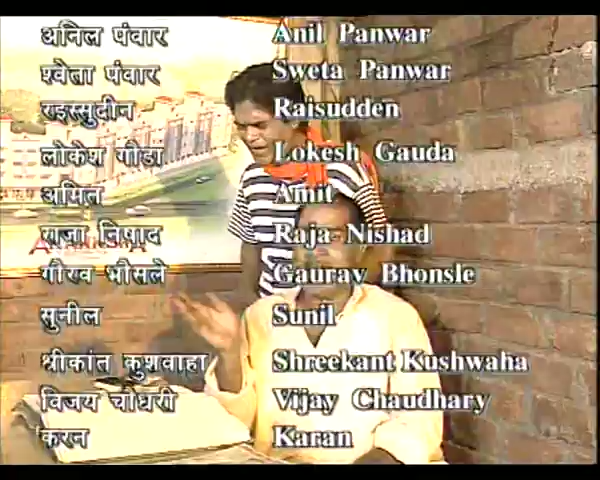 अनिल पंवार Anil Panwar
श्वेता पंवार Sweta Panwar
रइस्सुदीन Raisudden
लोकेश गौडा Lokesh Gauda
अमित Amit
राजा निषाद Raja Nishad
गौरव भौसले Gaurav Bhonsle
सुनील Sunil
श्रीकांत कुशवाहा Shreekant Kushwaha
विजय चौधरी Vijay Chaudhary
करन Karan